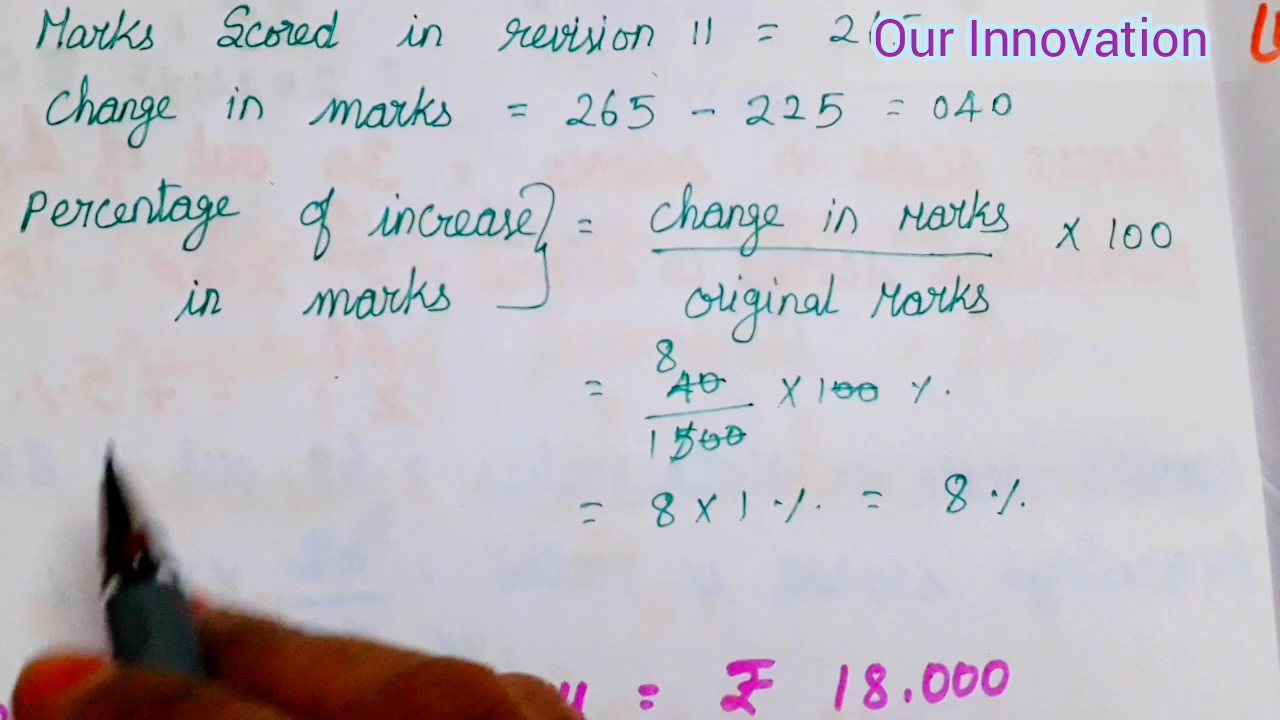 Marks Scored in revision II = 2
Our Innovation
Change in marks = 265 - 225 = 040
Percentage of increase in marks = Change in Marks / Original Marks X 100
= 8 40 / 1 500 X 100 %.
= 8 X 1 % = 8 %
= ₹ 18.000